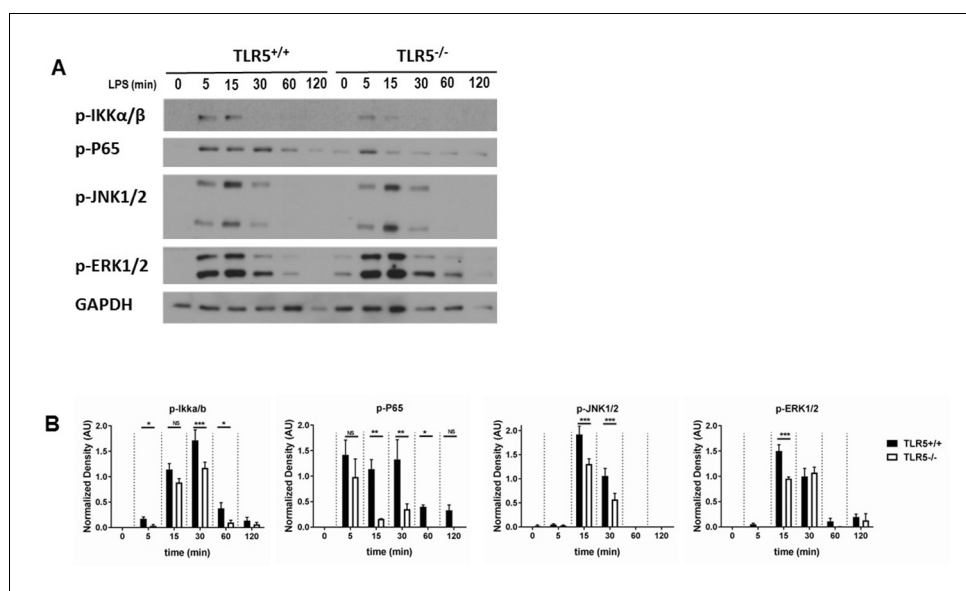 A
TLR5+/+ TLR5-/-
LPS (min) 0 5 15 30 60 120 0 5 15 30 60 120
p-IKKα/β
p-P65
p-JNK1/2
p-ERK1/2
GAPDH
B
p-Ikka/b p-P65 p-JNK1/2 p-ERK1/2
Normalized Density (AU)
2.0
1.5
1.0
0.5
0.0
* NS *** *
0 5 15 30 60 120
time (min)
Normalized Density (AU)
2.0
1.5
1.0
0.5
0.0
NS ** ** * NS
0 5 15 30 60 120
time (min)
Normalized Density (AU)
2.0
1.5
1.0
0.5
0.0
*** ***
0 5 15 30 60 120
time (min)
Normalized Density (AU)
2.0
1.5
1.0
0.5
0.0
***
0 5 15 30 60 120
time (min)
TLR5+/+
TLR5-/-